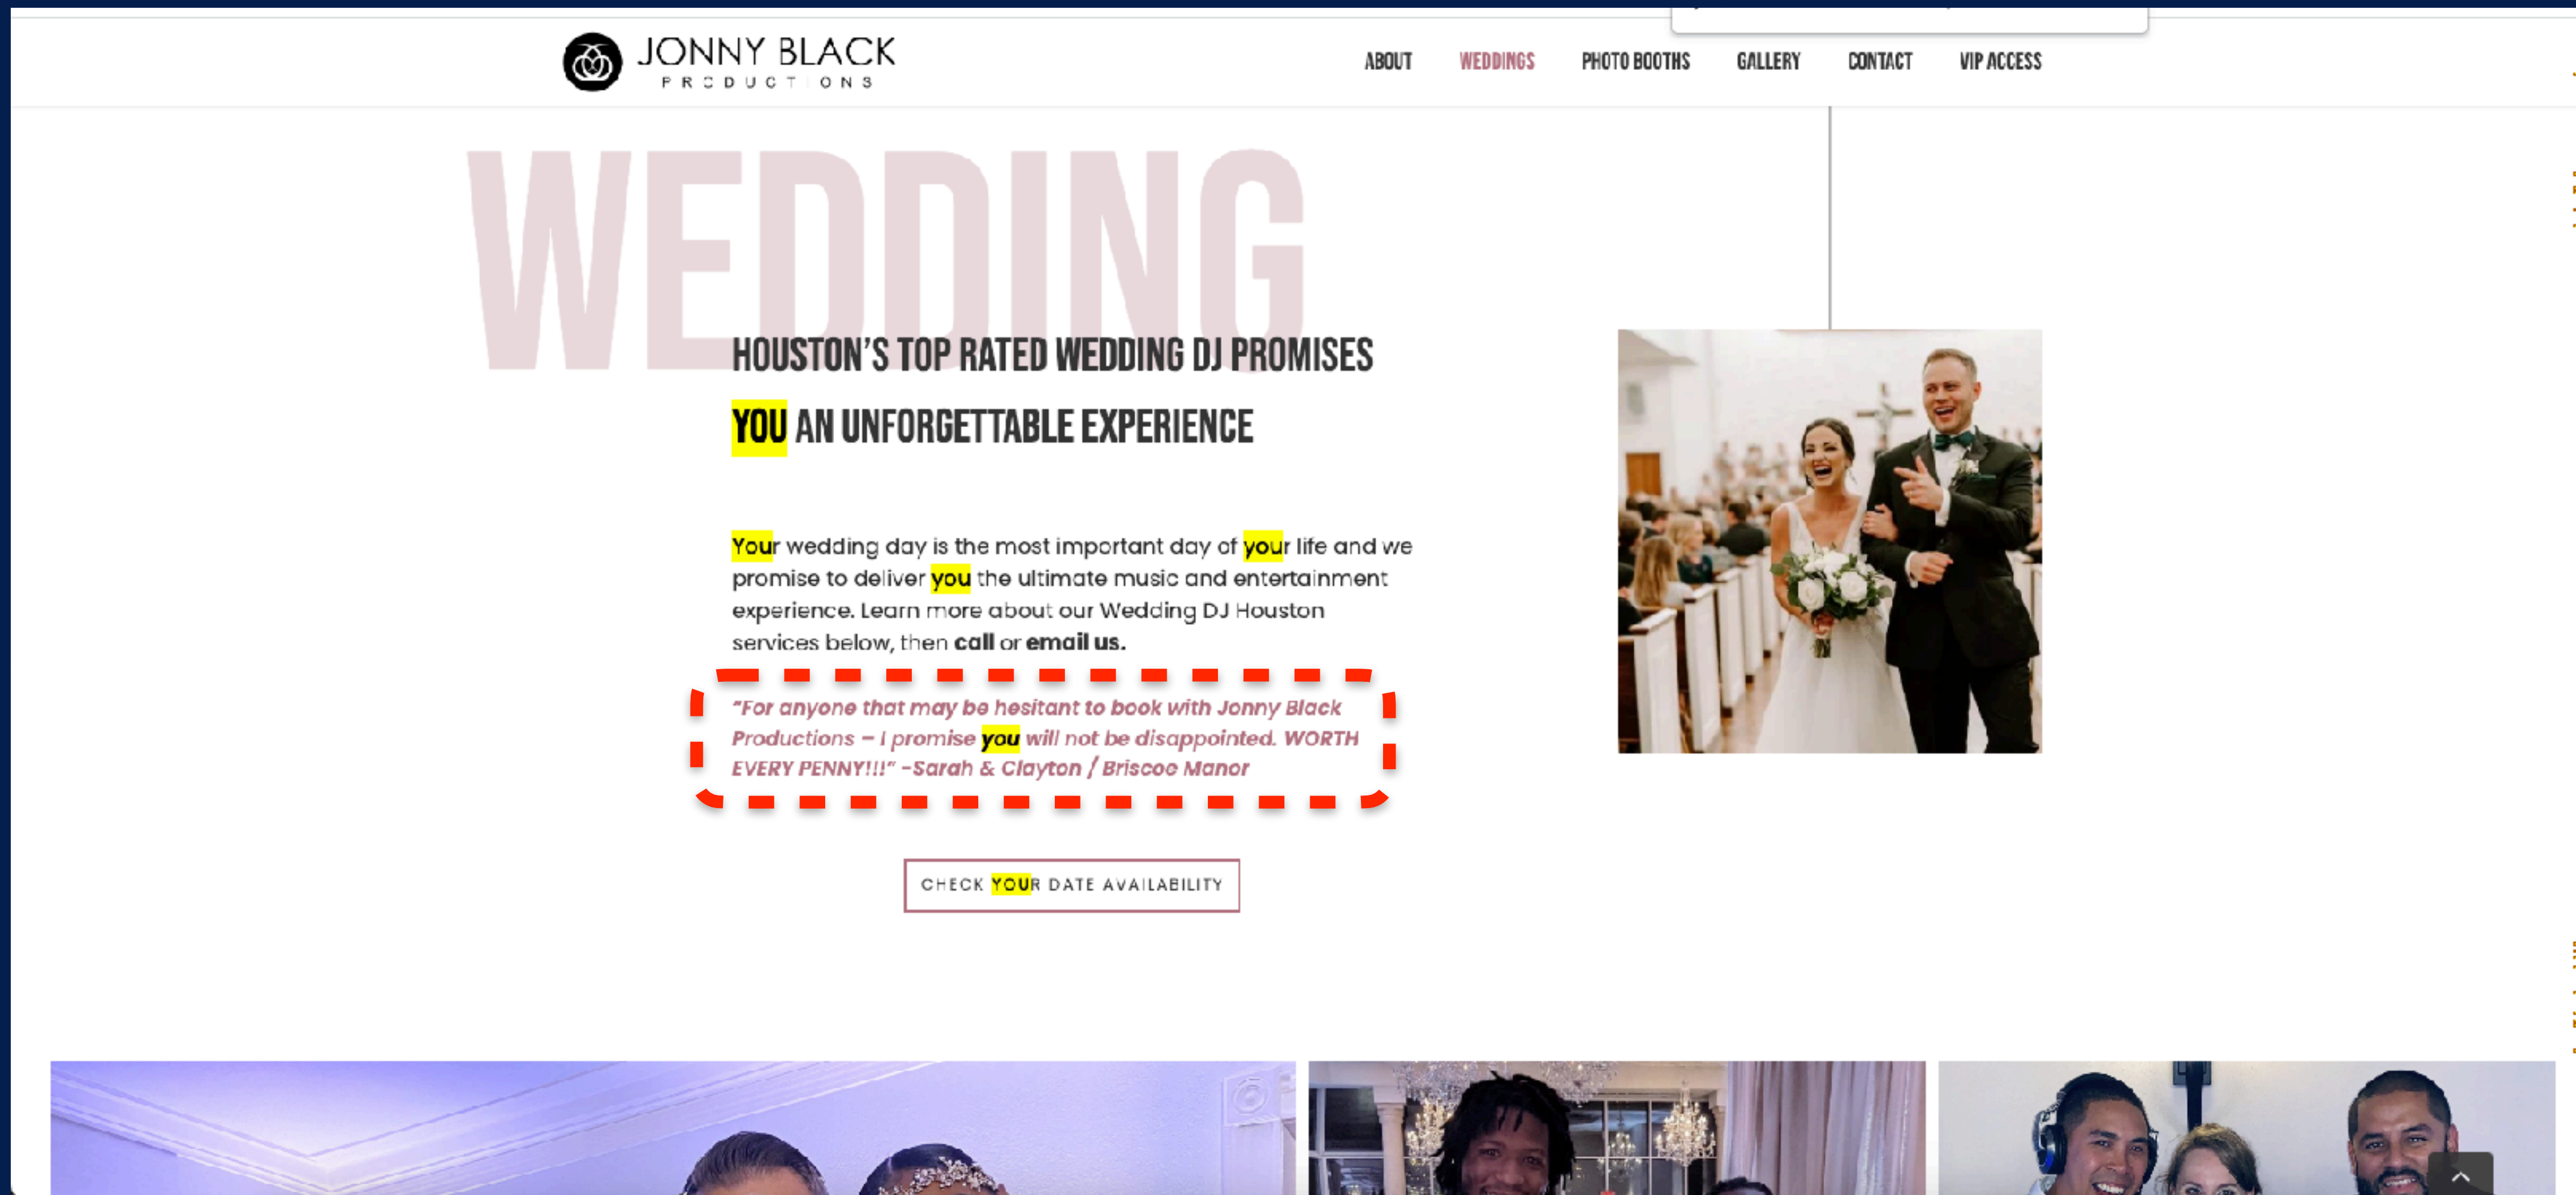 JONNY BLACK
PRODUCTIONS
ABOUT WEDDINGS PHOTO BOOTHS GALLERY CONTACT VIP ACCESS
WEDDING
HOUSTON'S TOP RATED WEDDING DJ PROMISES
YOU AN UNFORGETTABLE EXPERIENCE
Your wedding day is the most important day of your life and we
promise to deliver you the ultimate music and entertainment
experience. Learn more about our Wedding DJ Houston
services below, then call or email us.
"For anyone that may be hesitant to book with Jonny Black
Productions – I promise you will not be disappointed. WORTH
EVERY PENNY!!!" -Sarah & Clayton / Briscoe Manor
CHECK YOUR DATE AVAILABILITY